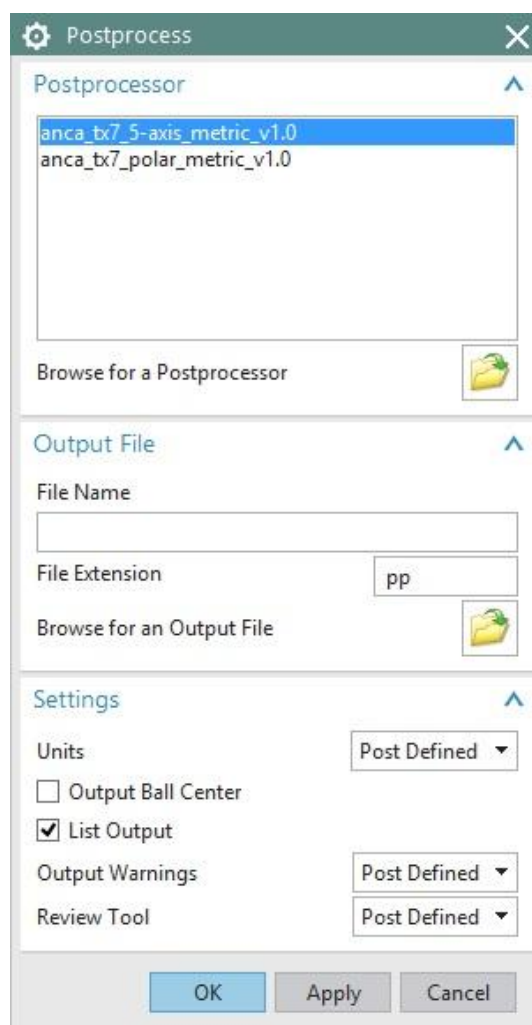 Postprocess
Postprocessor
anca_tx7_5-axis_metric_v1.0
anca_tx7_polar_metric_v1.0
Browse for a Postprocessor
Output File
File Name
File Extension pp
Browse for an Output File
Settings
Units Post Defined
Output Ball Center
List Output
Output Warnings Post Defined
Review Tool Post Defined
OK Apply Cancel